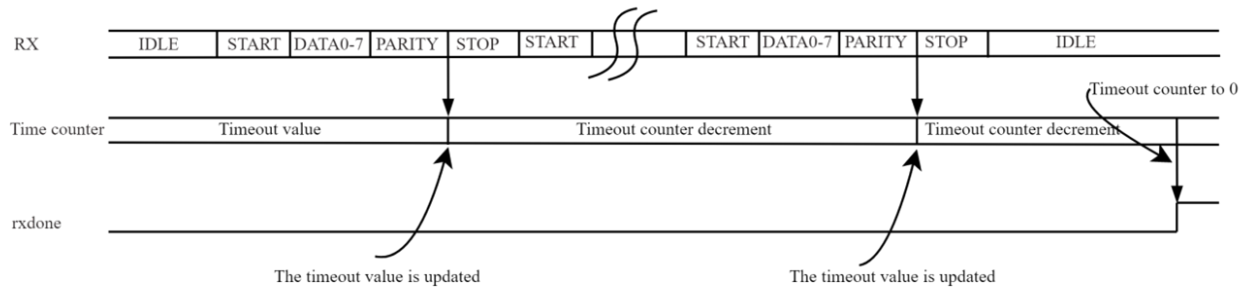 RX IDLE START DATA0-7 PARITY STOP START START DATA0-7 PARITY STOP IDLE
Timeout counter to 0
Time counter Timeout value Timeout counter decrement Timeout counter decrement
rxdone
The timeout value is updated The timeout value is updated